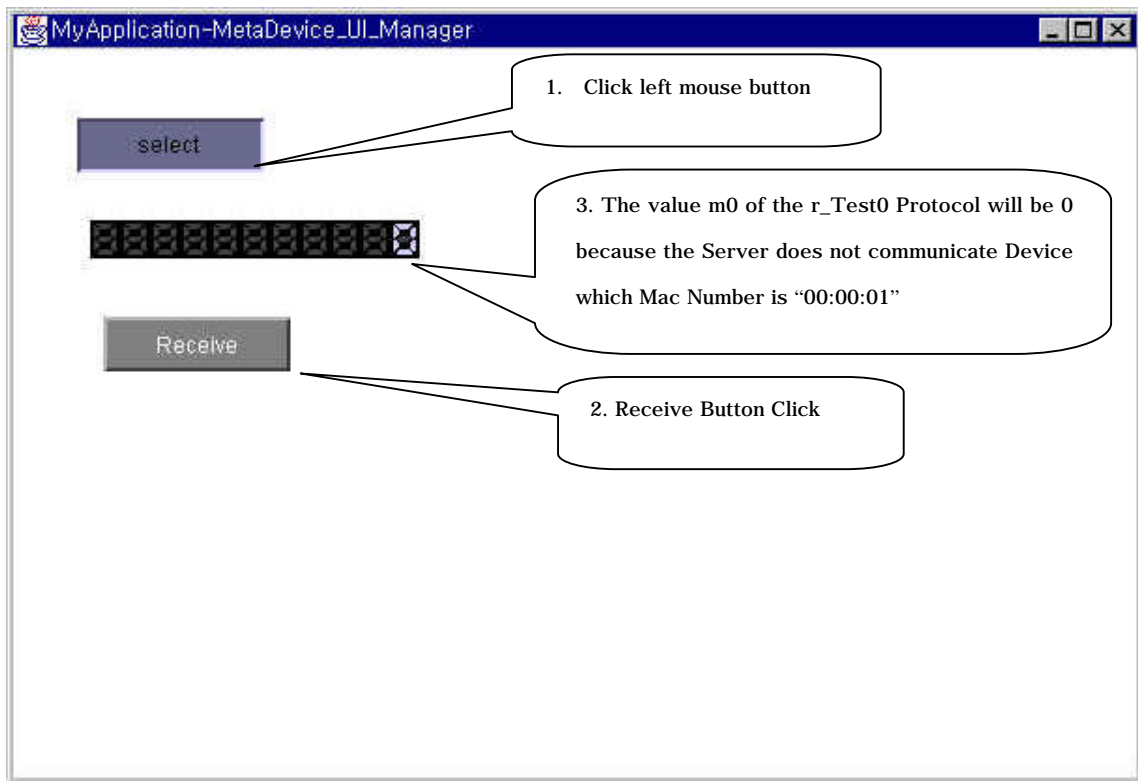 MyApplication-MetaDevice_UI_Manager
1. Click left mouse button
select
3. The value m0 of the r_Test0 Protocol will be 0
because the Server does not communicate Device
which Mac Number is “00:00:01”
0
Receive
2. Receive Button Click